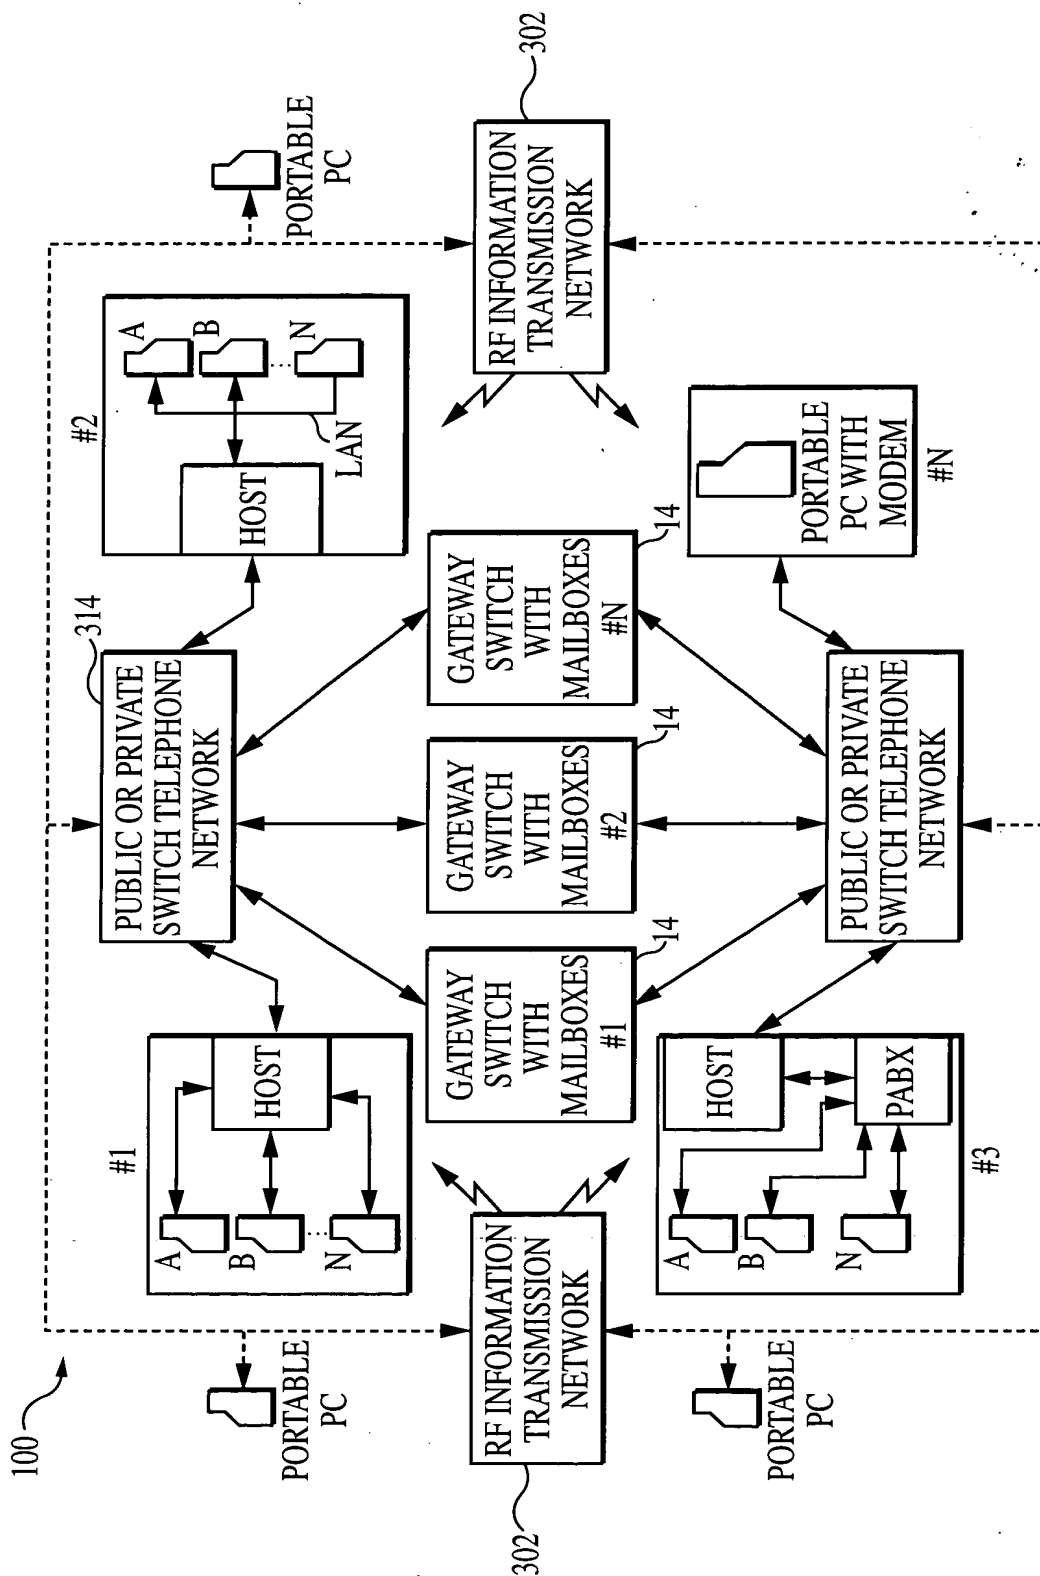 100
314
PORTABLE
PC
#1
A
B
N
HOST
PUBLIC OR PRIVATE
SWITCH TELEPHONE
NETWORK
#2
HOST
LAN
A
B
N
PORTABLE
PC
302
RF INFORMATION
TRANSMISSION
NETWORK
GATEWAY
SWITCH
WITH
MAILBOXES
#1
14
GATEWAY
SWITCH
WITH
MAILBOXES
#2
14
GATEWAY
SWITCH
WITH
MAILBOXES
#N
14
RF INFORMATION
TRANSMISSION
NETWORK
302
PORTABLE
PC
A
B
N
HOST
PABX
#3
PUBLIC OR PRIVATE
SWITCH TELEPHONE
NETWORK
PORTABLE
PC WITH
MODEM
#N